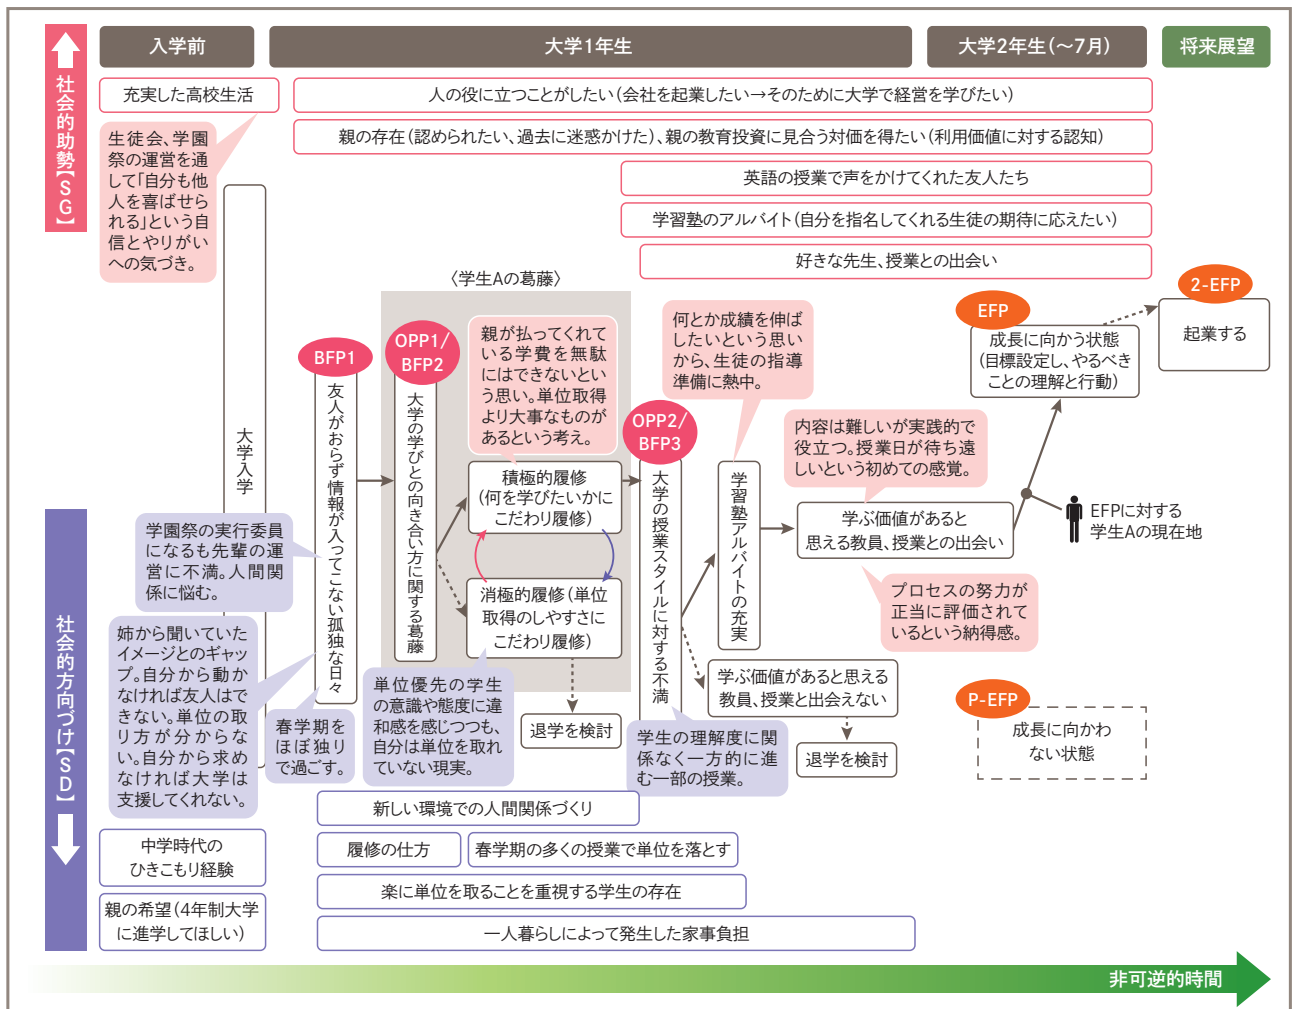 入学前
大学1年生
大学2年生(〜7月)
将来展望
社会的助勢【SG】
充実した高校生活
人の役に立つことがしたい(会社を起業したい→そのために大学で経営を学びたい)
親の存在(認められたい、過去に迷惑かけた)、親の教育投資に見合う対価を得たい(利用価値に対する認知)
英語の授業で声をかけてくれた友人たち
学習塾のアルバイト(自分を指名してくれる生徒の期待に応えたい)
好きな先生、授業との出会い
生徒会、学園
祭の運営を通
して「自分も他
人を喜ばせら
れる」という自
信とやりがい
への気づき。
大学入学
〈学生Aの葛藤〉
BFP1
友人がおらず情報が入ってこない孤独な日々
OPP1/
BFP2
大学の学びとの向き合い方に関する葛藤
親が払ってくれて
いる学費を無駄
にはできないとい
う思い。単位取得
より大事なものが
あるという考え。
積極的履修
(何を学びたいかに
こだわり履修)
消極的履修(単位
取得のしやすさに
こだわり履修)
退学を検討
OPP2/
BFP3
大学の授業スタイルに対する不満
何とか成績を伸ば
したいという思い
から、生徒の指導
準備に熱中。
学習塾アルバイトの充実
内容は難しいが実践的で
役立つ。授業日が待ち遠
しいという初めての感覚。
学ぶ価値があると
思える教員、授業との出会い
プロセスの努力が
正当に評価されて
いるという納得感。
学ぶ価値があると思える
教員、授業と出会えない
退学を検討
EFP
成長に向かう状態
(目標設定し、やるべき
ことの理解と行動)
2-EFP
起業する
EFPに対する
学生Aの現在地
P-EFP
成長に向かわ
ない状態
社会的方向づけ【SD】
学園祭の実行委員
になるも先輩の運
営に不満。人間関
係に悩む。
姉から聞いていた
イメージとのギャッ
プ。自分から動か
なければ友人はで
きない。単位の取
り方が分からな
い。自分から求め
なければ大学は
支援してくれない。
春学期を
ほぼ独り
で過ごす。
単位優先の学生
の意識や態度に違
和感を感じつつも、
自分は単位を取れ
ていない現実。
学生の理解度に関
係なく一方的に進
む一部の授業。
新しい環境での人間関係づくり
中学時代の
ひきこもり経験
履修の仕方
春学期の多くの授業で単位を落とす
楽に単位を取ることを重視する学生の存在
親の希望(4年制大学
に進学してほしい)
一人暮らしによって発生した家事負担
非可逆的時間